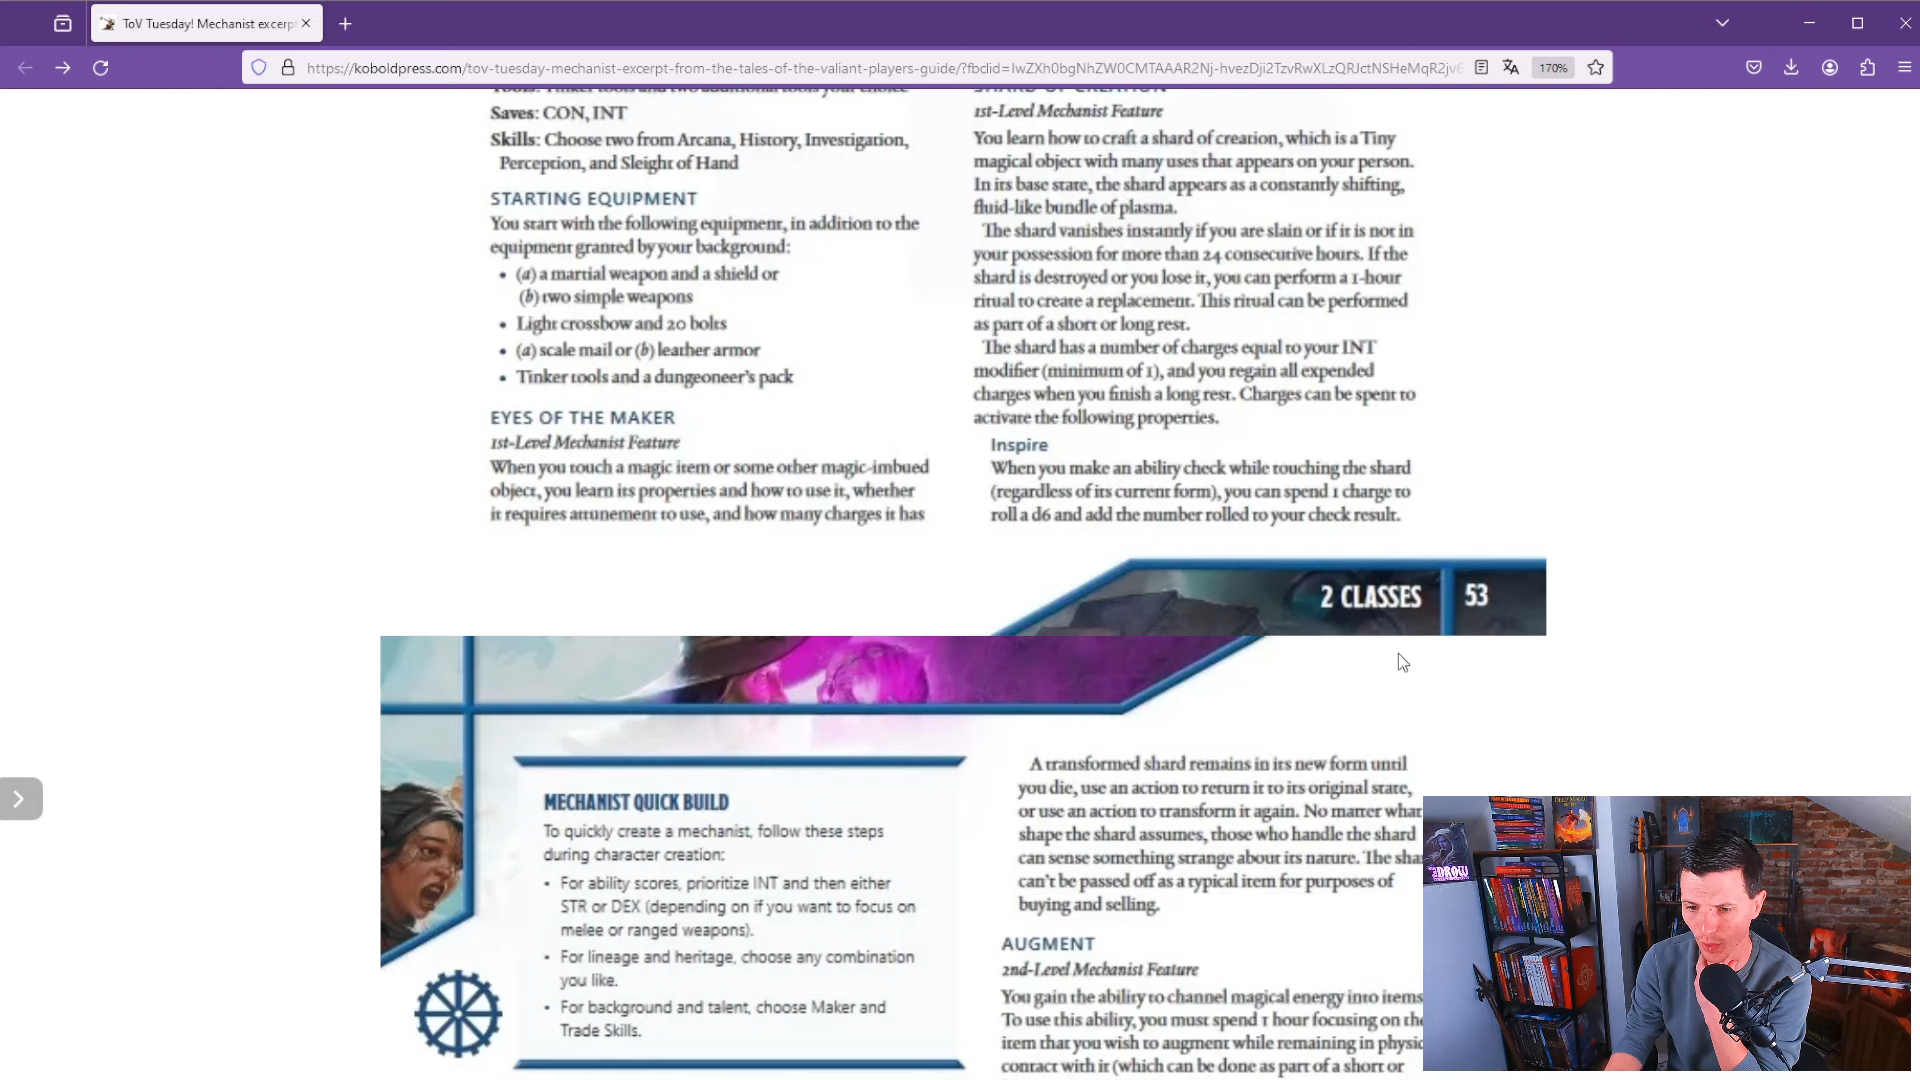 ToV Tuesday! Mechanist excerp
https://koboldpress.com/tov-tuesday-mechanist-excerpt-from-the-tales-of-the-valiant-players-guide/?fbclid=IwZXh0bgNhZW0CMTAAAR2Nj-hvezDji2TzvRwXLzQRJctNSHeMqR2jv6
170%
Tools: Tinker tools and two additional tools your choice
Saves: CON, INT
Skills: Choose two from Arcana, History, Investigation,
Perception, and Sleight of Hand
STARTING EQUIPMENT
You start with the following equipment, in addition to the
equipment granted by your background:
• (a) a martial weapon and a shield or
(b) two simple weapons
• Light crossbow and 20 bolts
• (a) scale mail or (b) leather armor
• Tinker tools and a dungeoneer's pack
EYES OF THE MAKER
1st-Level Mechanist Feature
When you touch a magic item or some other magic-imbued
object, you learn its properties and how to use it, whether
it requires attunement to use, and how many charges it has
SHARD OF CREATION
1st-Level Mechanist Feature
You learn how to craft a shard of creation, which is a Tiny
magical object with many uses that appears on your person.
In its base state, the shard appears as a constantly shifting,
fluid-like bundle of plasma.
The shard vanishes instantly if you are slain or if it is not in
your possession for more than 24 consecutive hours. If the
shard is destroyed or you lose it, you can perform a 1-hour
ritual to create a replacement. This ritual can be performed
as part of a short or long rest.
The shard has a number of charges equal to your INT
modifier (minimum of 1), and you regain all expended
charges when you finish a long rest. Charges can be spent to
activate the following properties.
Inspire
When you make an ability check while touching the shard
(regardless of its current form), you can spend 1 charge to
roll a d6 and add the number rolled to your check result.
2 CLASSES 53
MECHANIST QUICK BUILD
To quickly create a mechanist, follow these steps
during character creation:
• For ability scores, prioritize INT and then either
STR or DEX (depending on if you want to focus on
melee or ranged weapons).
• For lineage and heritage, choose any combination
you like.
• For background and talent, choose Maker and
Trade Skills.
A transformed shard remains in its new form until
you die, use an action to return it to its original state,
or use an action to transform it again. No matter what
shape the shard assumes, those who handle the shard
can sense something strange about its nature. The sha
can't be passed off as a typical item for purposes of
buying and selling.
AUGMENT
2nd-Level Mechanist Feature
You gain the ability to channel magical energy into items
To use this ability, you must spend 1 hour focusing on the
item that you wish to augment while remaining in physic
contact with it (which can be done as part of a short or
DROW